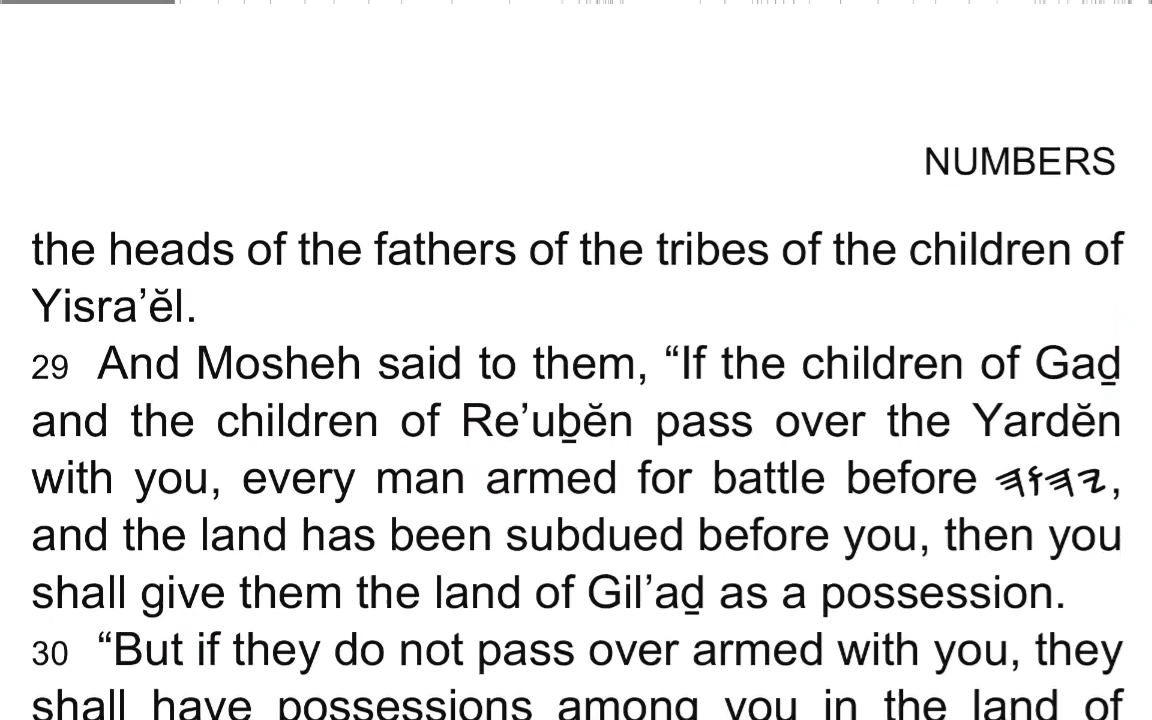 NUMBERS
the heads of the fathers of the tribes of the children of
Yisra’ĕl.
29 And Mosheh said to them, “If the children of Gaḏ
and the children of Re’uḇĕn pass over the Yardĕn
with you, every man armed for battle before 𐤉𐤄𐤅𐤄,
and the land has been subdued before you, then you
shall give them the land of Gil’aḏ as a possession.
30 “But if they do not pass over armed with you, they
shall have possessions among you in the land of